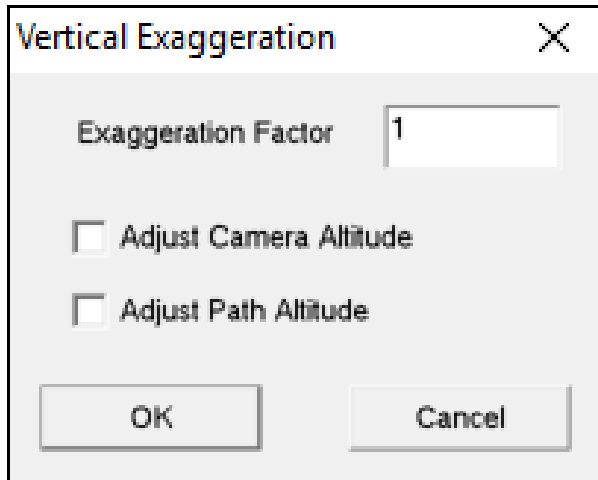 Vertical Exaggeration
Exaggeration Factor 1
Adjust Camera Altitude
Adjust Path Altitude
OK Cancel